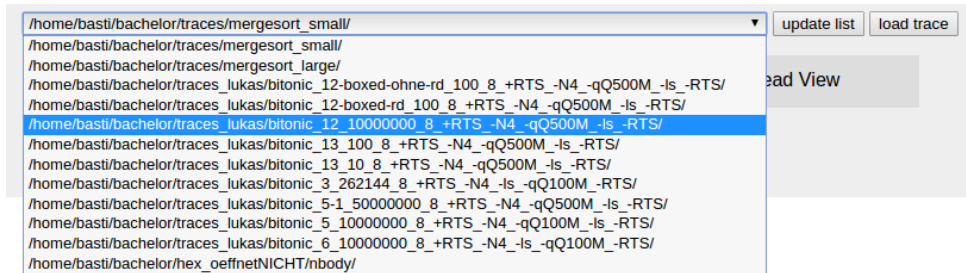 /home/basti/bachelor/traces/mergesort_small/ update list load trace
/home/basti/bachelor/traces/mergesort_small/
/home/basti/bachelor/traces/mergesort_large/
/home/basti/bachelor/traces_lukas/bitonic_12-boxed-ohne-rd_100_8_+RTS_-N4_-qQ500M_-ls_-RTS/
/home/basti/bachelor/traces_lukas/bitonic_12-boxed-rd_100_8_+RTS_-N4_-qQ500M_-ls_-RTS/
/home/basti/bachelor/traces_lukas/bitonic_12_10000000_8_+RTS_-N4_-qQ500M_-ls_-RTS/
/home/basti/bachelor/traces_lukas/bitonic_13_100_8_+RTS_-N4_-qQ500M_-ls_-RTS/
/home/basti/bachelor/traces_lukas/bitonic_13_10_8_+RTS_-N4_-qQ500M_-ls_-RTS/
/home/basti/bachelor/traces_lukas/bitonic_3_262144_8_+RTS_-N4_-ls_-qQ100M_-RTS/
/home/basti/bachelor/traces_lukas/bitonic_5-1_50000000_8_+RTS_-N4_-qQ500M_-ls_-RTS/
/home/basti/bachelor/traces_lukas/bitonic_5_10000000_8_+RTS_-N4_-qQ100M_-ls_-RTS/
/home/basti/bachelor/traces_lukas/bitonic_6_10000000_8_+RTS_-N4_-ls_-qQ100M_-RTS/
/home/basti/bachelor/hex_oeffnetNICHT/nbody/
ead View